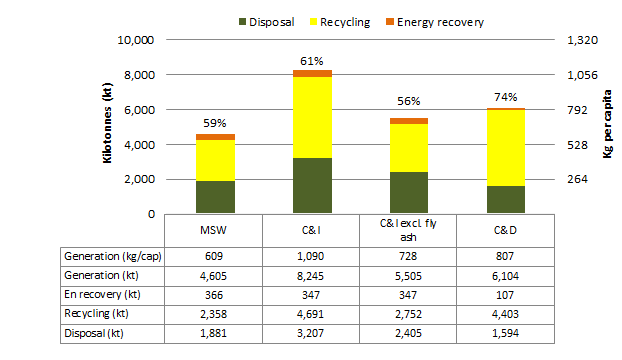 Disposal Recycling Energy recovery
10,000 1,320
61%
8,000 1,056
74%
56%
59%
6,000 792
4,000 528
2,000 264
0
Kilotonnes (kt)
Kg per capita
MSW C&I C&I excl. fly ash C&D
Generation (kg/cap) 609 1,090 728 807
Generation (kt) 4,605 8,245 5,505 6,104
En recovery (kt) 366 347 347 107
Recycling (kt) 2,358 4,691 2,752 4,403
Disposal (kt) 1,881 3,207 2,405 1,594